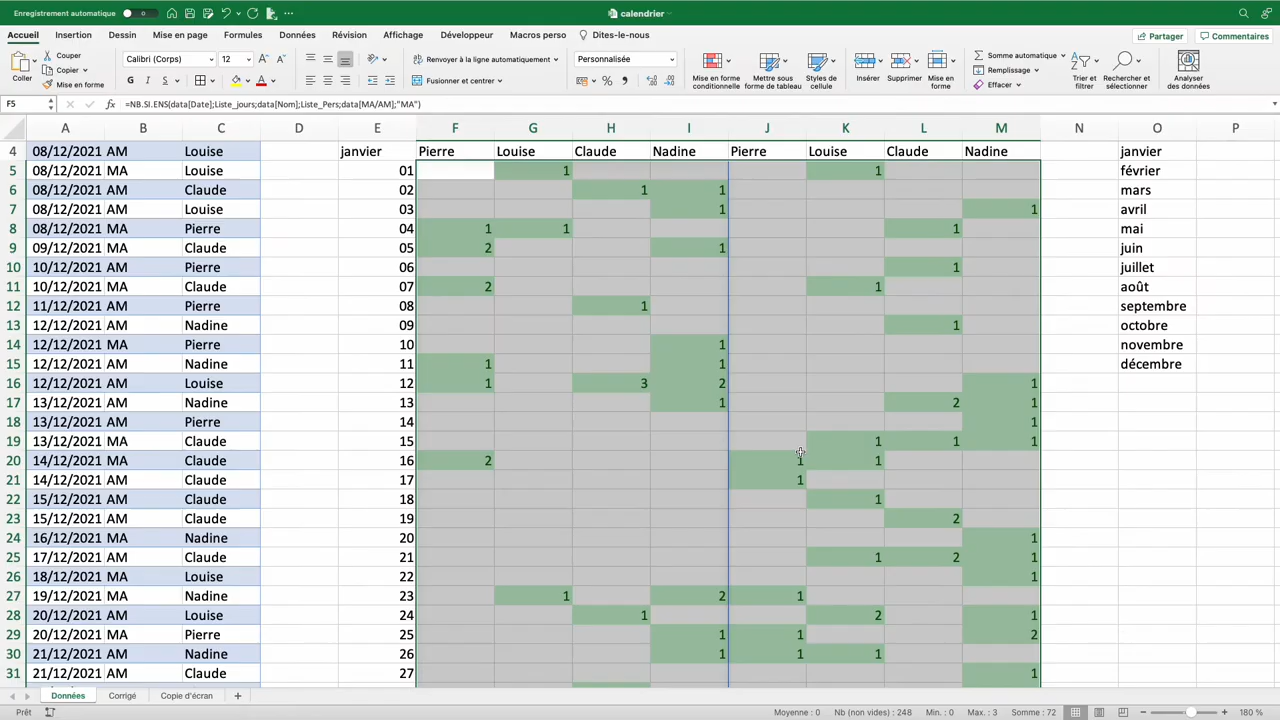 Enregistrement automatique
calendrier
Accueil Insertion Dessin Mise en page Formules Données Révision Affichage Développeur Macros perso Dites-le-nous Partager Commentaires
Coller Couper Copier Mise en forme
Calibri (Corps) 12
G I S
Renvoyer à la ligne automatiquement
Fusionner et centrer
Personnalisée
%
Mise en forme conditionnelle
Mettre sous forme de tableau
Styles de cellule
Insérer Supprimer Mise en forme
Somme automatique
Remplissage
Effacer
Trier et filtrer
Rechercher et sélectionner
Analyser des données
F5 fx =NB.SI.ENS(data[Date];Liste_jours;data[Nom];Liste_Pers;data[MA/AM];"MA")
A B C D E F G H I J K L M N O P
4 08/12/2021 AM Louise janvier Pierre Louise Claude Nadine Pierre Louise Claude Nadine janvier
5 08/12/2021 MA Louise 01 1 1 février
6 08/12/2021 AM Claude 02 1 1 mars
7 08/12/2021 AM Louise 03 1 1 avril
8 08/12/2021 MA Pierre 04 1 1 1 mai
9 09/12/2021 AM Claude 05 2 1 juin
10 10/12/2021 AM Pierre 06 1 juillet
11 10/12/2021 MA Claude 07 2 1 août
12 11/12/2021 AM Pierre 08 1 septembre
13 12/12/2021 AM Nadine 09 1 octobre
14 12/12/2021 MA Pierre 10 1 novembre
15 12/12/2021 AM Nadine 11 1 1 décembre
16 12/12/2021 AM Louise 12 1 3 2 1
17 13/12/2021 AM Nadine 13 1 2 1
18 13/12/2021 AM Pierre 14 1
19 13/12/2021 MA Claude 15 1 1 1
20 14/12/2021 MA Claude 16 2 1 1
21 14/12/2021 AM Claude 17 1
22 15/12/2021 AM Claude 18 1
23 15/12/2021 AM Claude 19 2
24 16/12/2021 MA Nadine 20 1
25 17/12/2021 AM Claude 21 1 2 1
26 18/12/2021 MA Louise 22 1
27 19/12/2021 MA Nadine 23 1 2 1
28 20/12/2021 AM Louise 24 1 2 1
29 20/12/2021 MA Pierre 25 1 1 2
30 21/12/2021 AM Nadine 26 1 1 1
31 21/12/2021 AM Claude 27 1
Données Corrigé Copie d'écran +
Prêt Moyenne : 0 Nb (non vides) : 248 Min. : 0 Max. : 3 Somme : 72 180 %